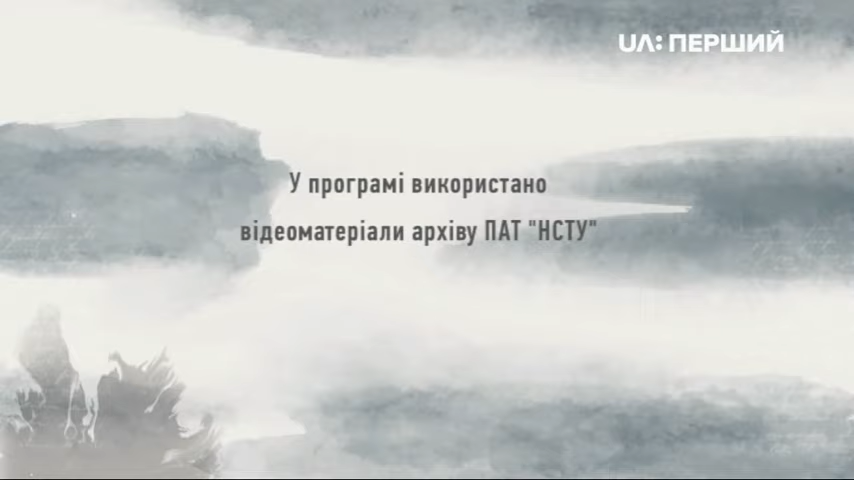 UA: ПЕРШИЙ
У програмі використано
відеоматеріали архіву ПАТ "НСТУ"